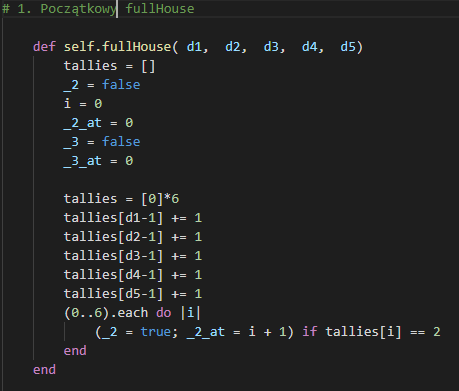 # 1. Początkowy fullHouse
def self.fullHouse( d1,  d2,  d3,  d4,  d5)
tallies = []
_2 = false
i = 0
_2_at = 0
_3 = false
_3_at = 0
tallies = [0]*6
tallies[d1-1] += 1
tallies[d2-1] += 1
tallies[d3-1] += 1
tallies[d4-1] += 1
tallies[d5-1] += 1
(0..6).each do |i|
(_2 = true; _2_at = i + 1) if tallies[i] == 2
end
end